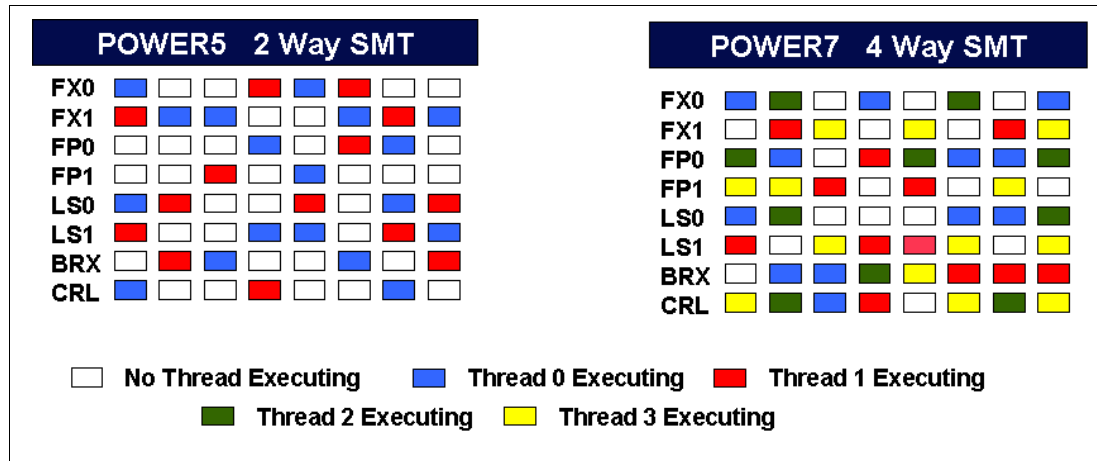 POWER5 2 Way SMT
FX0
FX1
FP0
FP1
LS0
LS1
BRX
CRL
POWER7 4 Way SMT
FX0
FX1
FP0
FP1
LS0
LS1
BRX
CRL
No Thread Executing
Thread 0 Executing
Thread 1 Executing
Thread 2 Executing
Thread 3 Executing